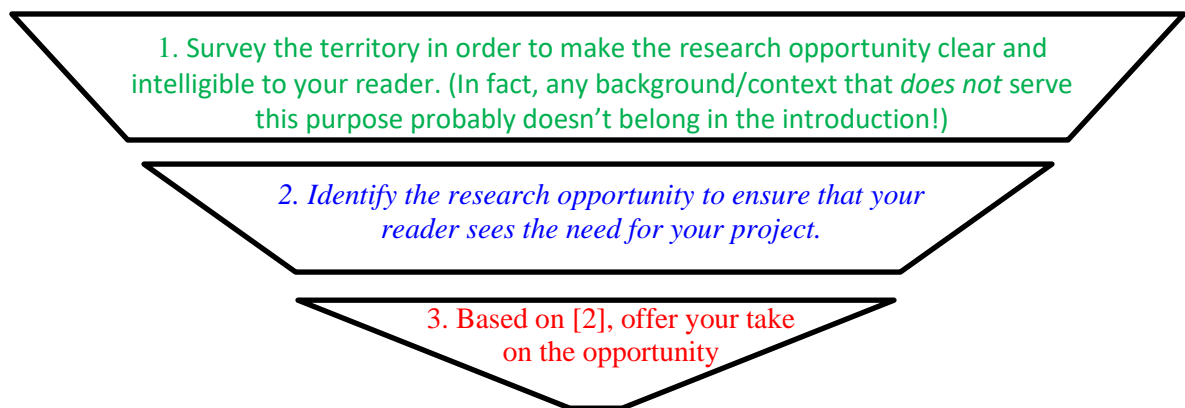 1. Survey the territory in order to make the research opportunity clear and
intelligible to your reader. (In fact, any background/context that does not serve
this purpose probably doesn’t belong in the introduction!)
2. Identify the research opportunity to ensure that your
reader sees the need for your project.
3. Based on [2], offer your take
on the opportunity